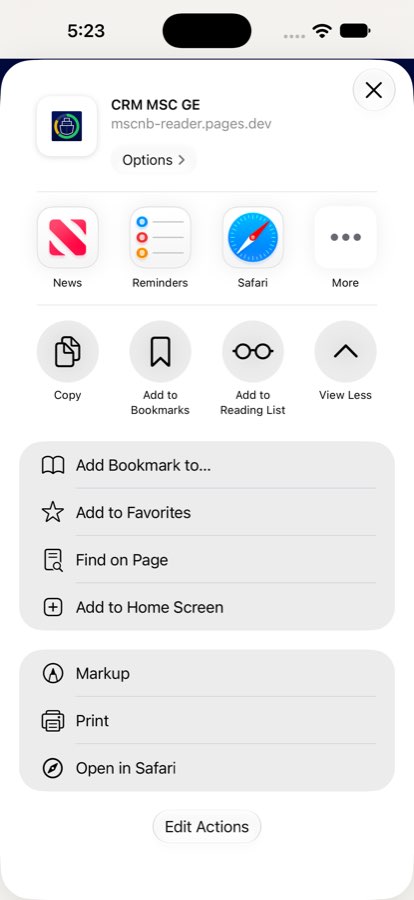 5:23
CRM MSC GE
mscnb-reader.pages.dev
Options
News
Reminders
Safari
More
Copy
Add to
Bookmarks
Add to
Reading List
View Less
Add Bookmark to...
Add to Favorites
Find on Page
Add to Home Screen
Markup
Print
Open in Safari
Edit Actions